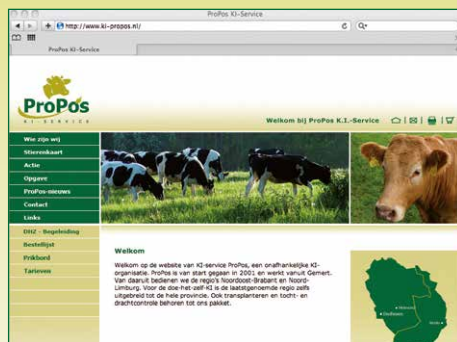 ProPos KI-Service
http://www.ki-propos.nl/
Q
ProPos KI-Service
ProPos
KI-SERVICE
Welkom bij ProPos K.I.-Service
Wie zijn wij
Stierenkaart
Actie
Opgave
ProPos-nieuws
Contact
Links
DHZ - Begeleiding
Bestellijst
Prikbord
Tarieven
Welkom
Welkom op de website van KI-service ProPos, een onafhankelijke KI-
organisatie. ProPos is van start gegaan in 2001 en werkt vanuit Gemert.
Van daaruit bedienen we de regio's Noordoost-Brabant en Noord-
Limburg. Voor de doe-het-zelf-KI is de laatstgenoemde regio zelfs
uitgebreid tot de hele provincie. Ook transplanteren en tocht- en
drachtcontrole behoren tot ons pakket.